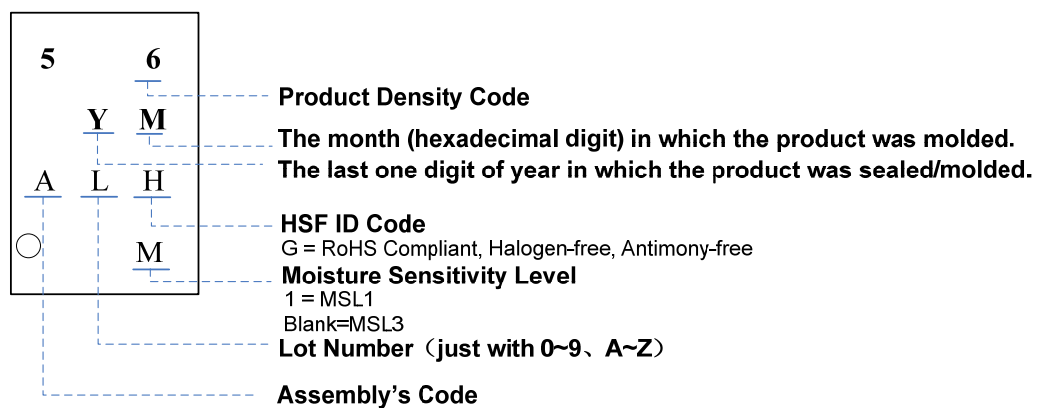 5 6
Product Density Code
Y M
The month (hexadecimal digit) in which the product was molded.
The last one digit of year in which the product was sealed/molded.
A L H
HSF ID Code
G = RoHS Compliant, Halogen-free, Antimony-free
M
Moisture Sensitivity Level
1 = MSL1
Blank=MSL3
Lot Number（just with 0~9、A~Z）
Assembly's Code